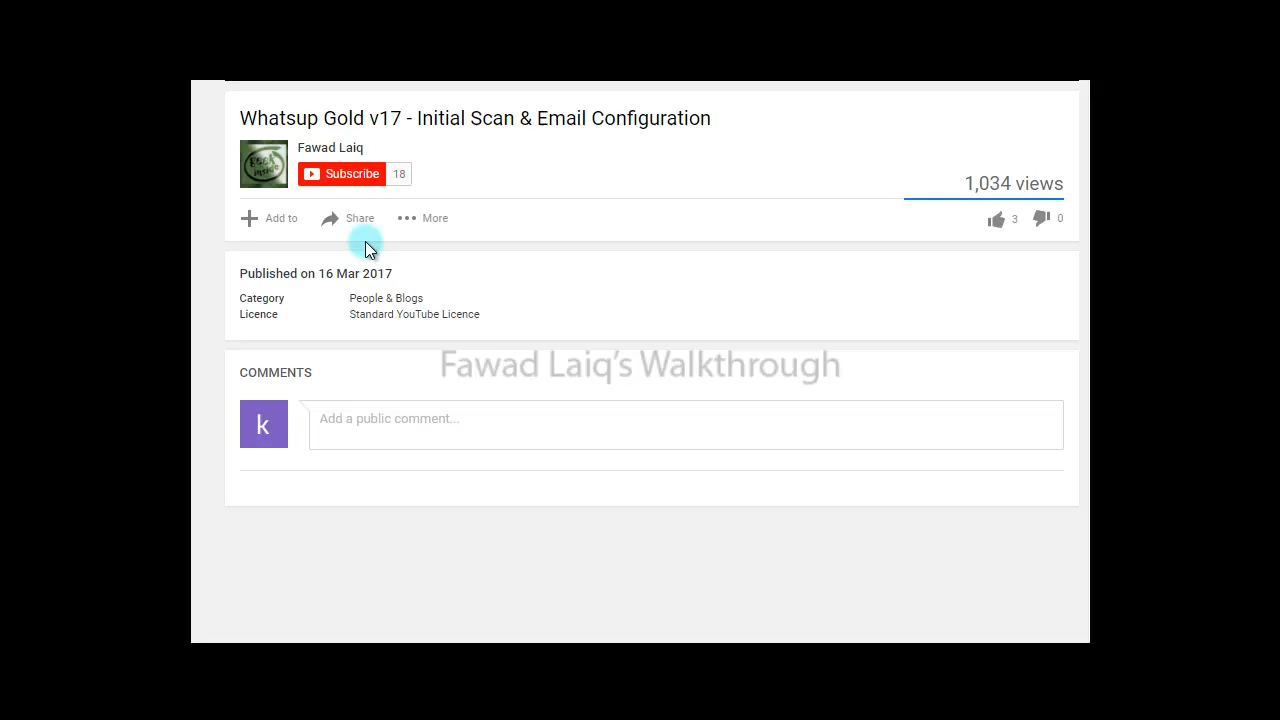 Whatsup Gold v17 - Initial Scan & Email Configuration
geek inside
Fawad Laiq
Subscribe 18
1,034 views
Add to Share More 3 0
Published on 16 Mar 2017
Category People & Blogs
Licence Standard YouTube Licence
Fawad Laiq's Walkthrough
COMMENTS
k
Add a public comment...